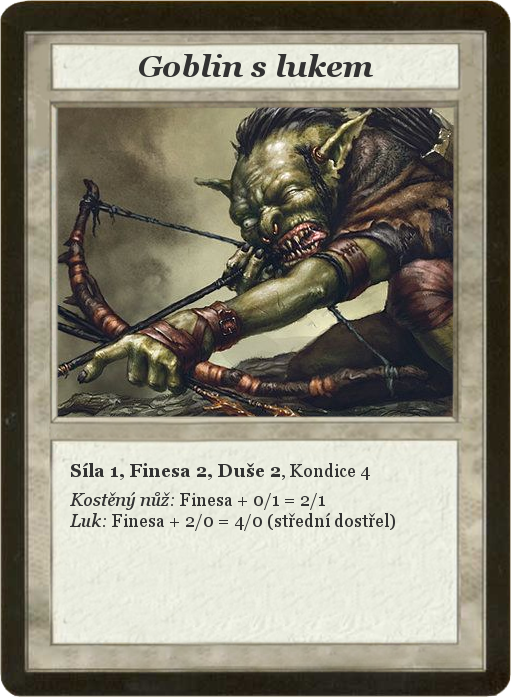 Goblin s lukem
Síla 1, Finesa 2, Duše 2, Kondice 4
Kostěný nůž: Finesa + 0/1 = 2/1
Luk: Finesa + 2/0 = 4/0 (střední dostřel)